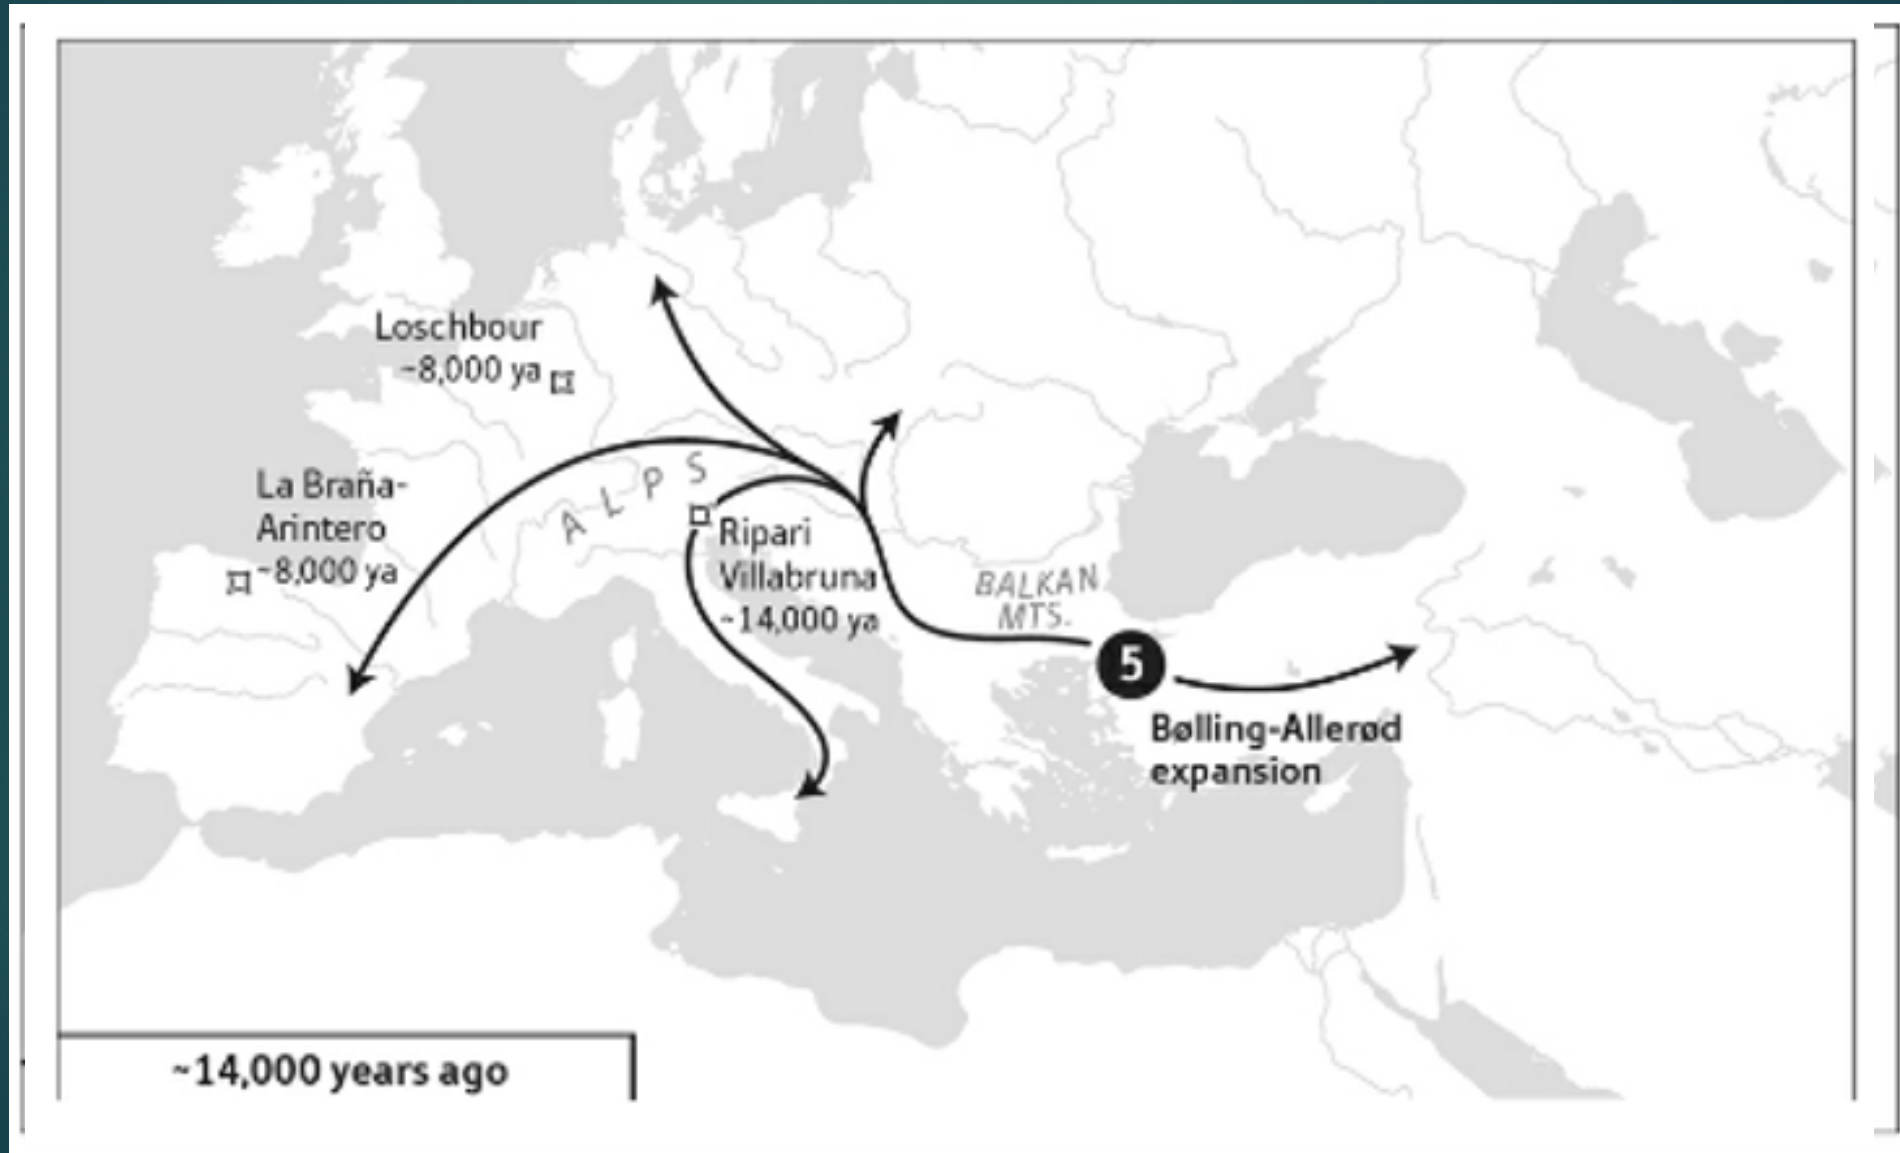 Loschbour
~8,000 ya
La Braña-
Arintero
~8,000 ya
ALPS
Ripari
Villabruna
~14,000 ya
BALKAN
MTS.
5
Bølling-Allerød
expansion
~14,000 years ago